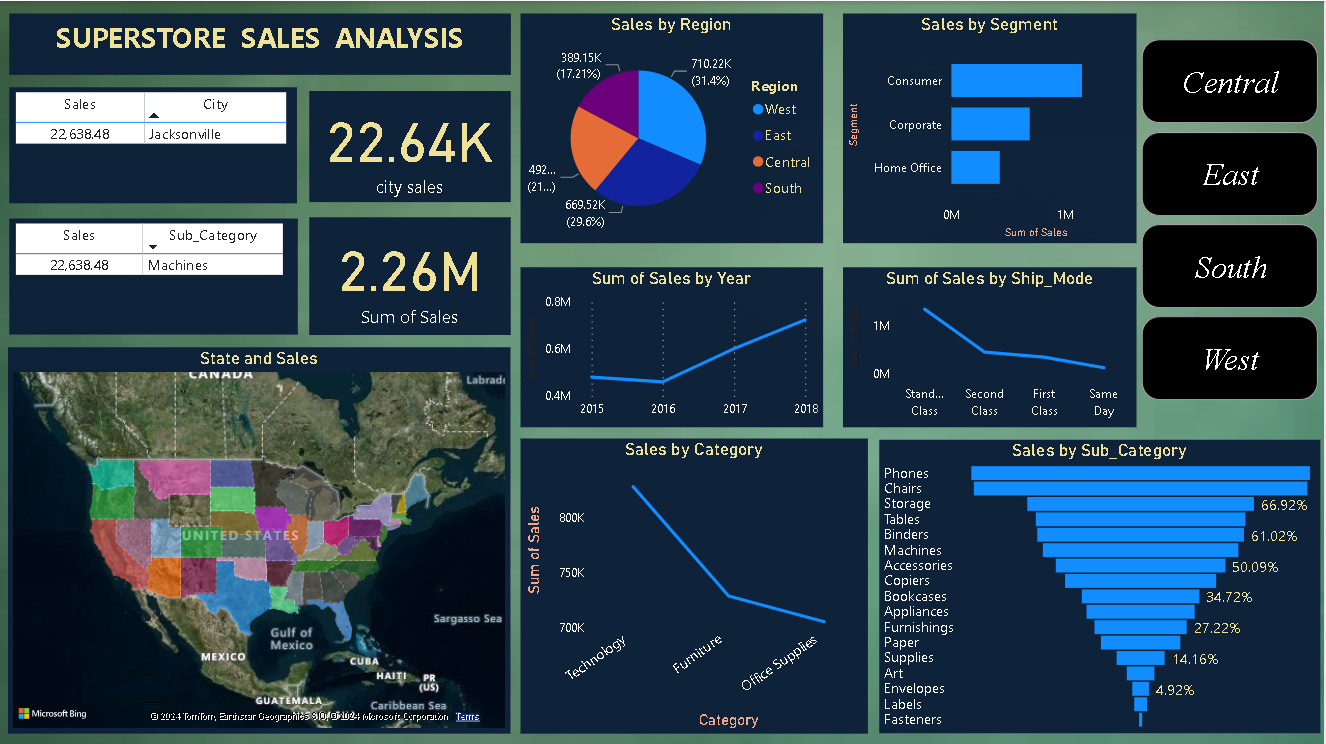 SUPERSTORE SALES ANALYSIS
Sales City
22,638.48 Jacksonville
22.64K
city sales
Sales Sub_Category
22,638.48 Machines
2.26M
Sum of Sales
State and Sales
CANADA
Labrad
UNITED STATES
Sargasso Sea
Gulf of
Mexico
MEXICO
CUBA
HAITI
PR
(US)
GUATEMALA
Caribbean Sea
Microsoft Bing
© 2024 TomTom, Earthstar Geographics SIO, © 2024 Microsoft Corporation Terms
Sales by Region
389.15K
(17.21%)
710.22K
(31.4%)
492...
(21...)
669.52K
(29.6%)
Region
West
East
Central
South
Sales by Segment
Segment
Consumer
Corporate
Home Office
0M 1M
Sum of Sales
Sum of Sales by Year
0.8M
0.6M
0.4M
2015 2016 2017 2018
Sum of Sales by Ship_Mode
1M
0M
Stand...
Class
Second
Class
First
Class
Same
Day
Central
East
South
West
Sales by Category
Sum of Sales
800K
750K
700K
Technology
Furniture
Office Supplies
Category
Sales by Sub_Category
Phones
Chairs
Storage 66.92%
Tables
Binders 61.02%
Machines
Accessories 50.09%
Copiers
Bookcases 34.72%
Appliances
Furnishings 27.22%
Paper
Supplies 14.16%
Art
Envelopes 4.92%
Labels
Fasteners